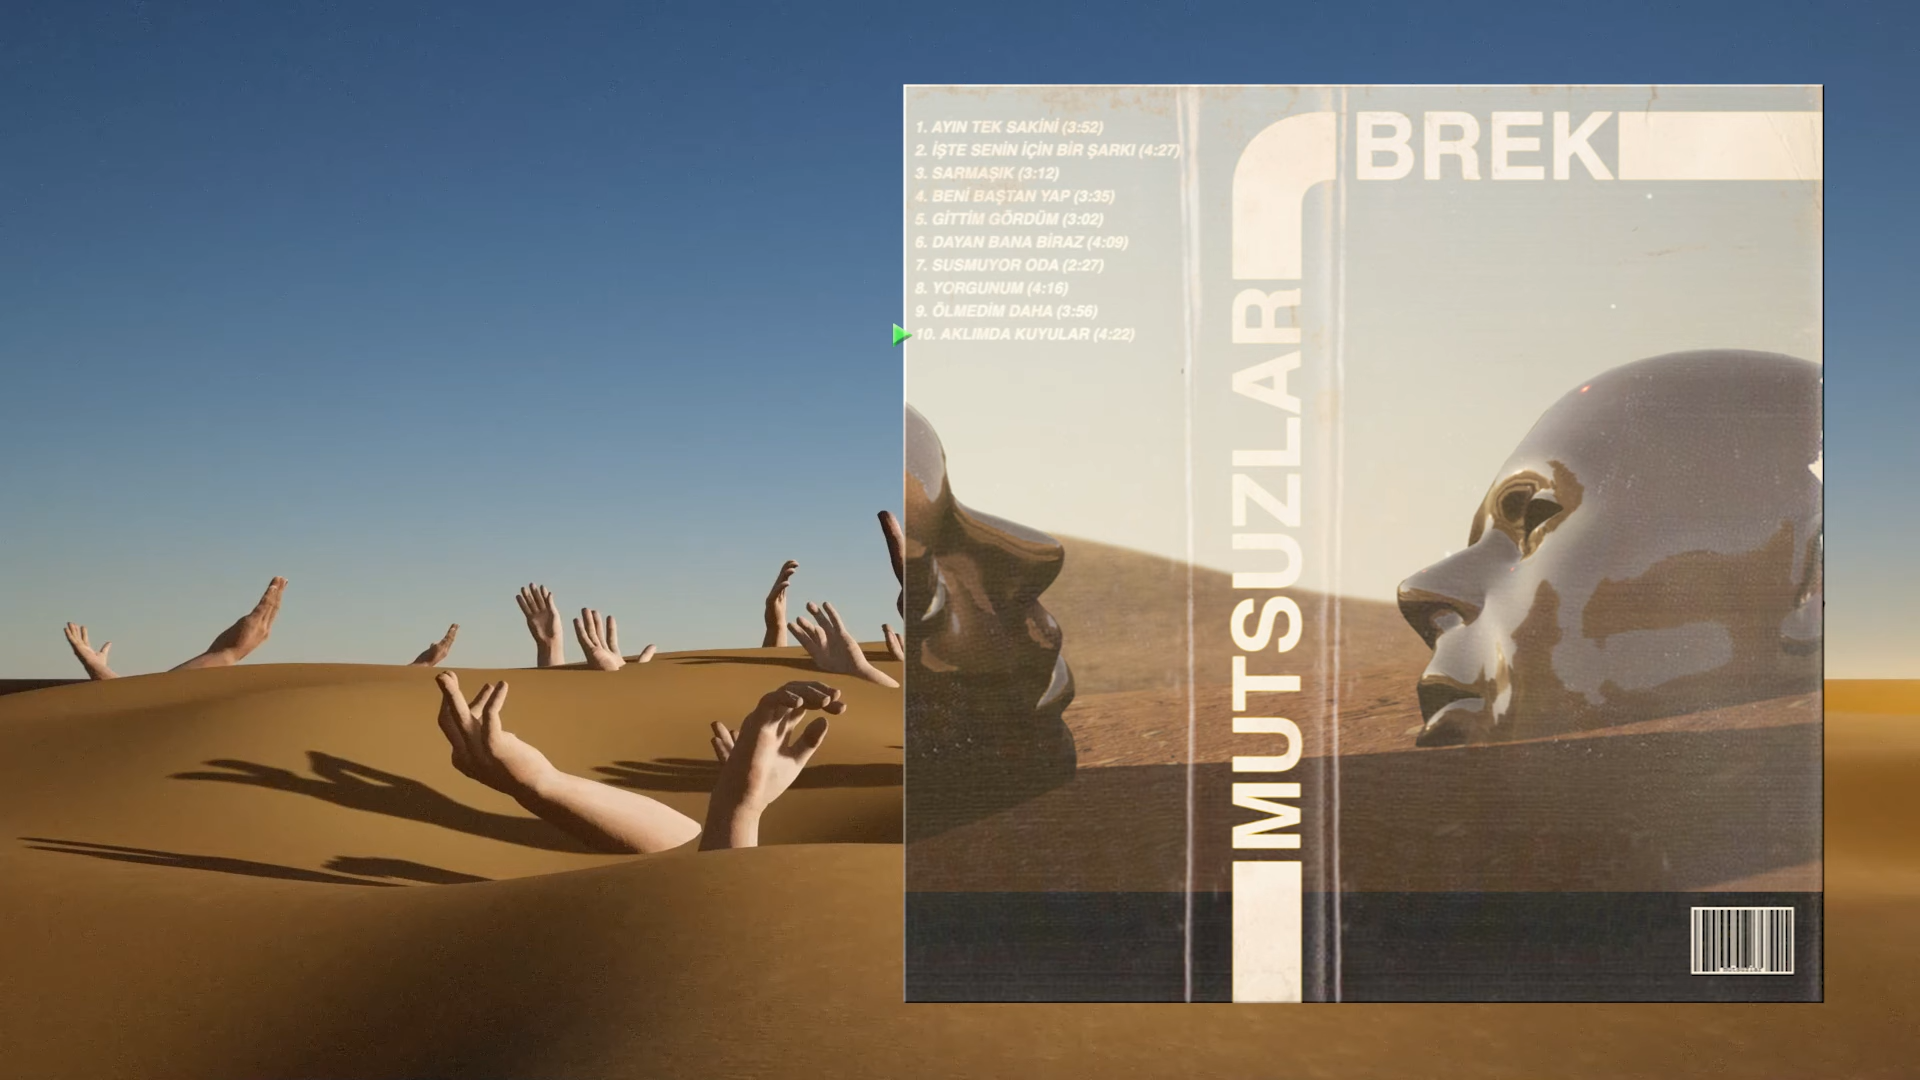 1. AYIN TEK SAKİNİ (3:52)
2. İŞTE SENİN İÇİN BİR ŞARKI (4:27)
3. SARMAŞIK (3:12)
4. BENİ BAŞTAN YAP (3:35)
5. GİTTİM GÖRDÜM (3:02)
6. DAYAN BANA BİRAZ (4:09)
7. SUSMUYOR ODA (2:27)
8. YORGUNUM (4:16)
9. ÖLMEDİM DAHA (3:56)
10. AKLIMDA KUYULAR (4:22)
MUTSUZLAR
BREK